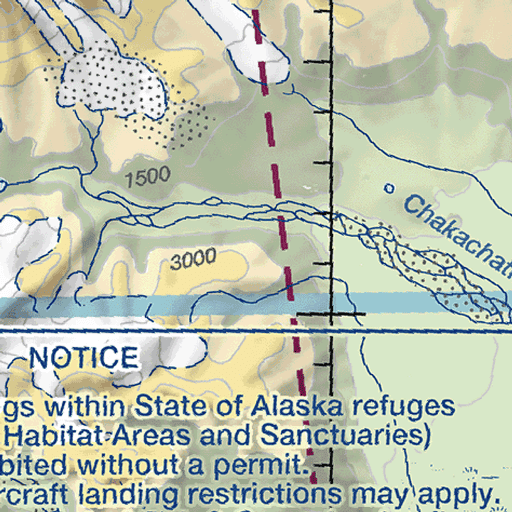 1500
Chakachat
3000
NOTICE
gs within State of Alaska refuges
Habitat Areas and Sanctuaries)
bited without a permit.
rcraft landing restrictions may apply.